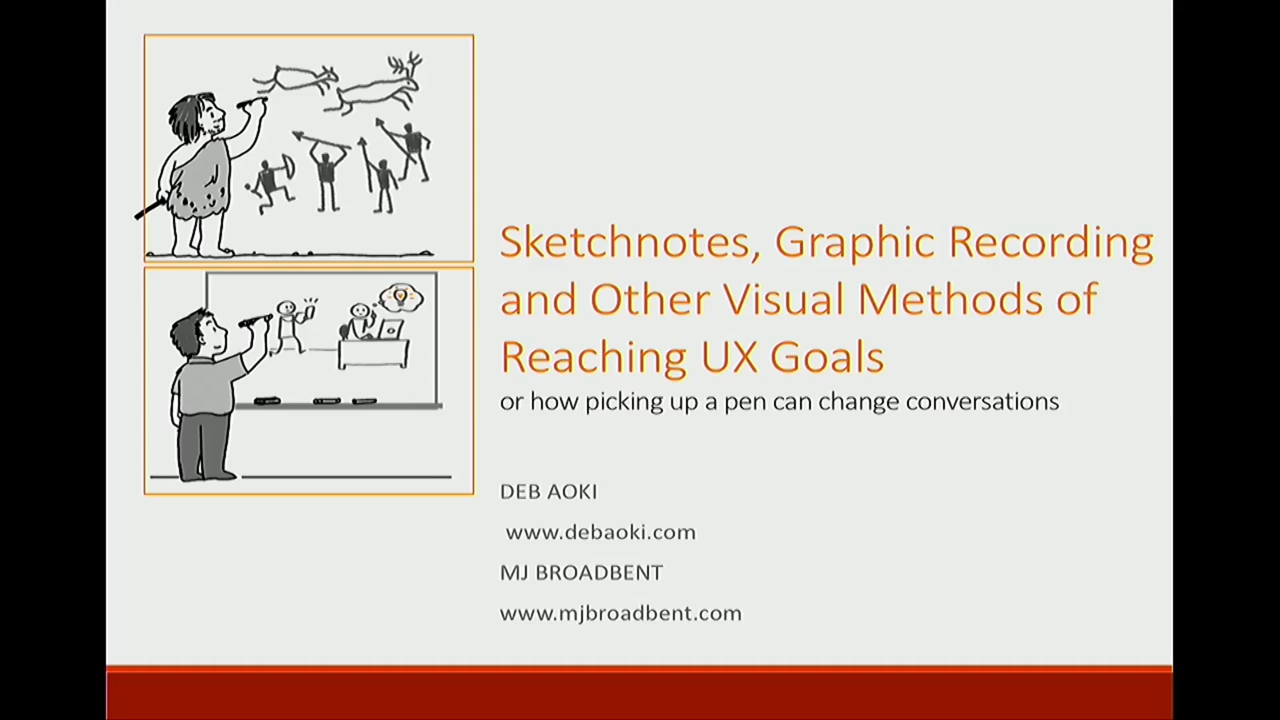 Sketchnotes, Graphic Recording
and Other Visual Methods of
Reaching UX Goals
or how picking up a pen can change conversations
DEB AOKI
www.debaoki.com
MJ BROADBENT
www.mjbroadbent.com